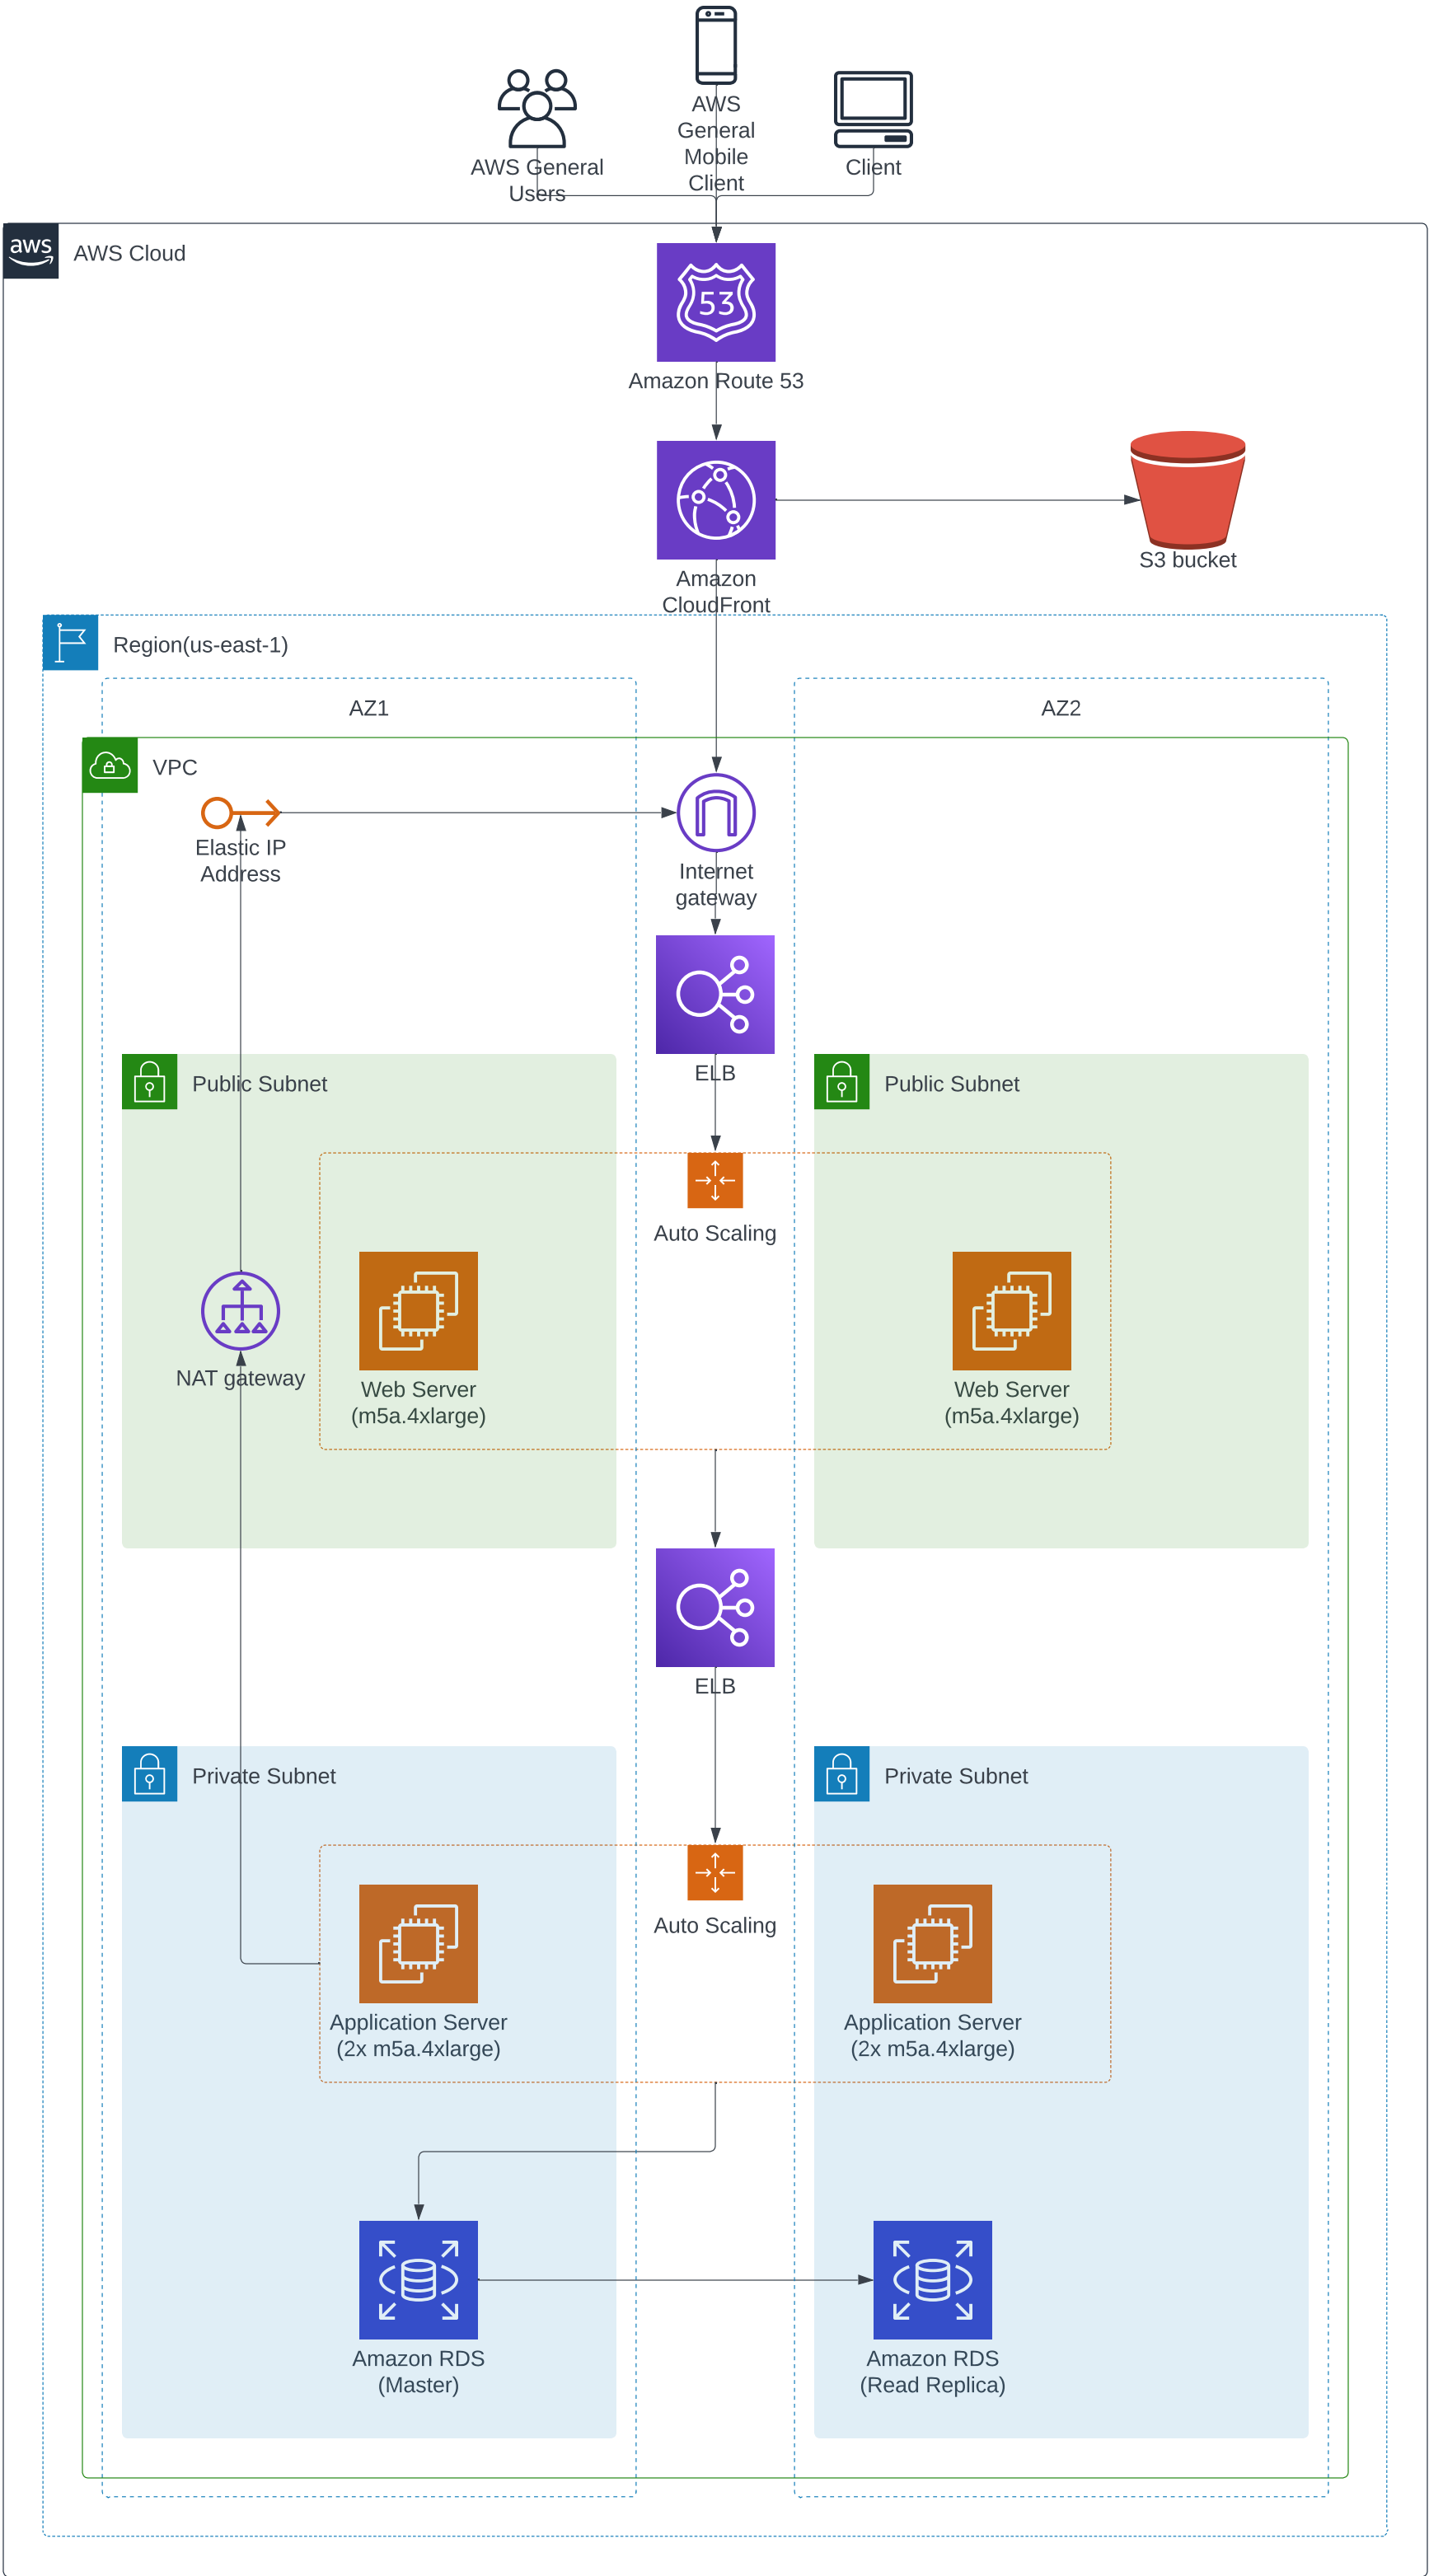 AWS
General
Mobile
Client
AWS General
Users
Client
aws
AWS Cloud
53
Amazon Route 53
Amazon
CloudFront
S3 bucket
Region(us-east-1)
AZ1
AZ2
VPC
Elastic IP
Address
Internet
gateway
ELB
Public Subnet
Public Subnet
Auto Scaling
NAT gateway
Web Server
(m5a.4xlarge)
Web Server
(m5a.4xlarge)
ELB
Private Subnet
Private Subnet
Auto Scaling
Application Server
(2x m5a.4xlarge)
Application Server
(2x m5a.4xlarge)
Amazon RDS
(Master)
Amazon RDS
(Read Replica)